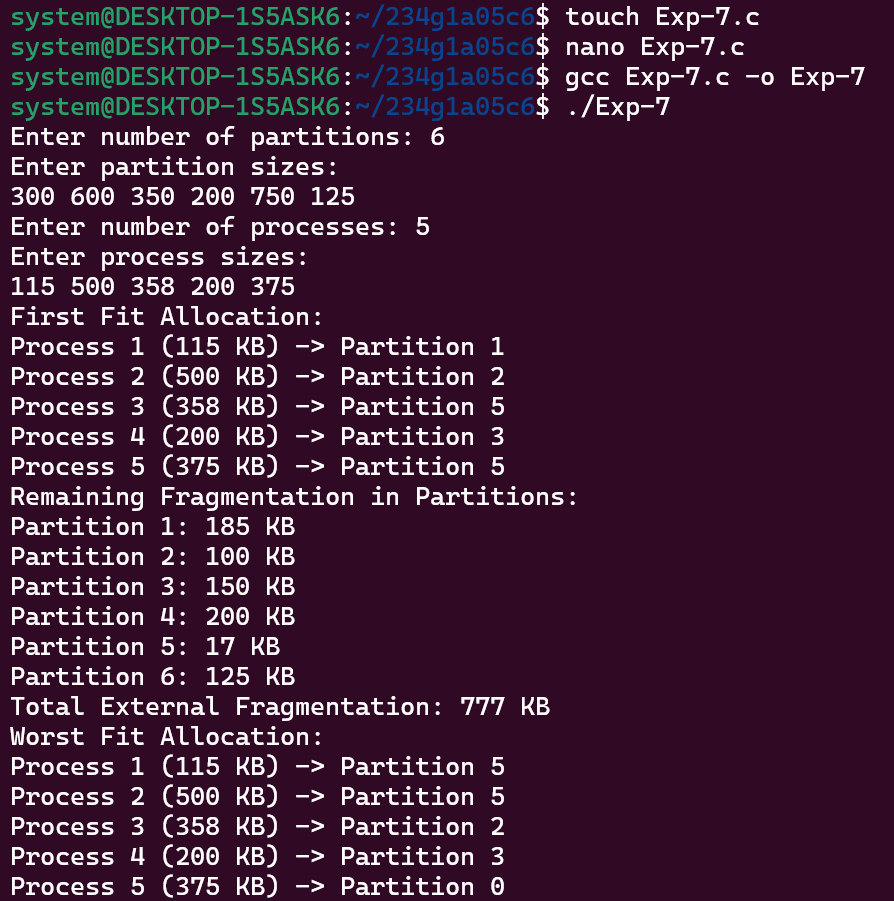 system@DESKTOP-1S5ASK6:~/234g1a05c6$ touch Exp-7.c
system@DESKTOP-1S5ASK6:~/234g1a05c6$ nano Exp-7.c
system@DESKTOP-1S5ASK6:~/234g1a05c6$ gcc Exp-7.c -o Exp-7
system@DESKTOP-1S5ASK6:~/234g1a05c6$ ./Exp-7
Enter number of partitions: 6
Enter partition sizes:
300 600 350 200 750 125
Enter number of processes: 5
Enter process sizes:
115 500 358 200 375
First Fit Allocation:
Process 1 (115 KB) -> Partition 1
Process 2 (500 KB) -> Partition 2
Process 3 (358 KB) -> Partition 5
Process 4 (200 KB) -> Partition 3
Process 5 (375 KB) -> Partition 5
Remaining Fragmentation in Partitions:
Partition 1: 185 KB
Partition 2: 100 KB
Partition 3: 150 KB
Partition 4: 200 KB
Partition 5: 17 KB
Partition 6: 125 KB
Total External Fragmentation: 777 KB
Worst Fit Allocation:
Process 1 (115 KB) -> Partition 5
Process 2 (500 KB) -> Partition 5
Process 3 (358 KB) -> Partition 2
Process 4 (200 KB) -> Partition 3
Process 5 (375 KB) -> Partition 0